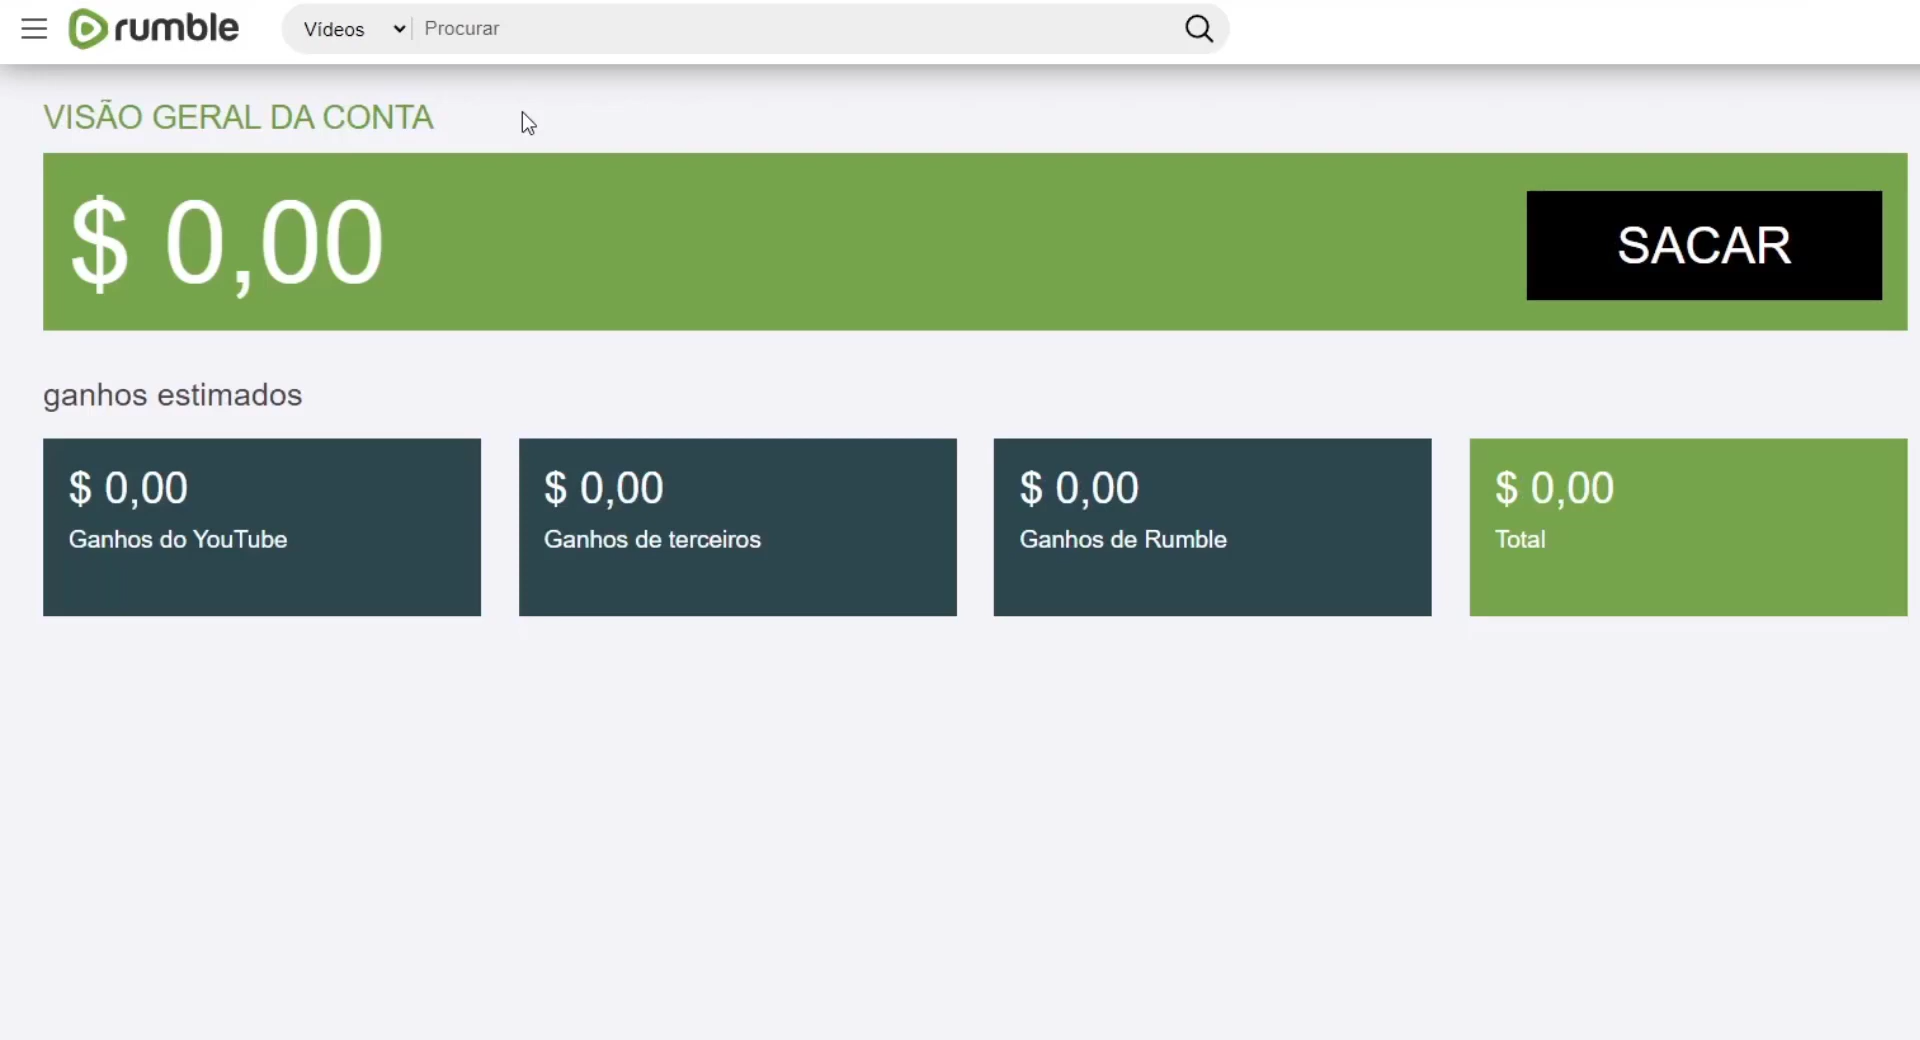 rumble
Vídeos
Procurar
VISÃO GERAL DA CONTA
$ 0,00
SACAR
ganhos estimados
$ 0,00
Ganhos do YouTube
$ 0,00
Ganhos de terceiros
$ 0,00
Ganhos de Rumble
$ 0,00
Total